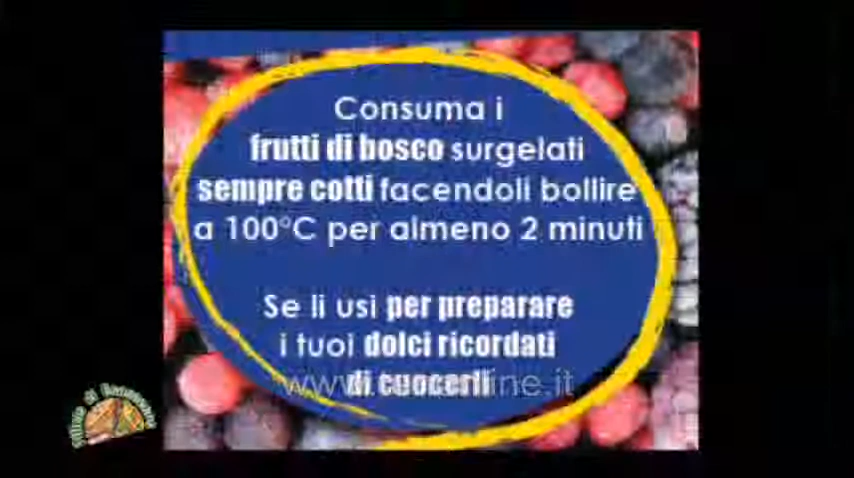 Consuma i
frutti di bosco surgelati
sempre cotti facendoli bollire
a 100°C per almeno 2 minuti
Se li usi per preparare
i tuoi dolci ricordati
di cuocerli